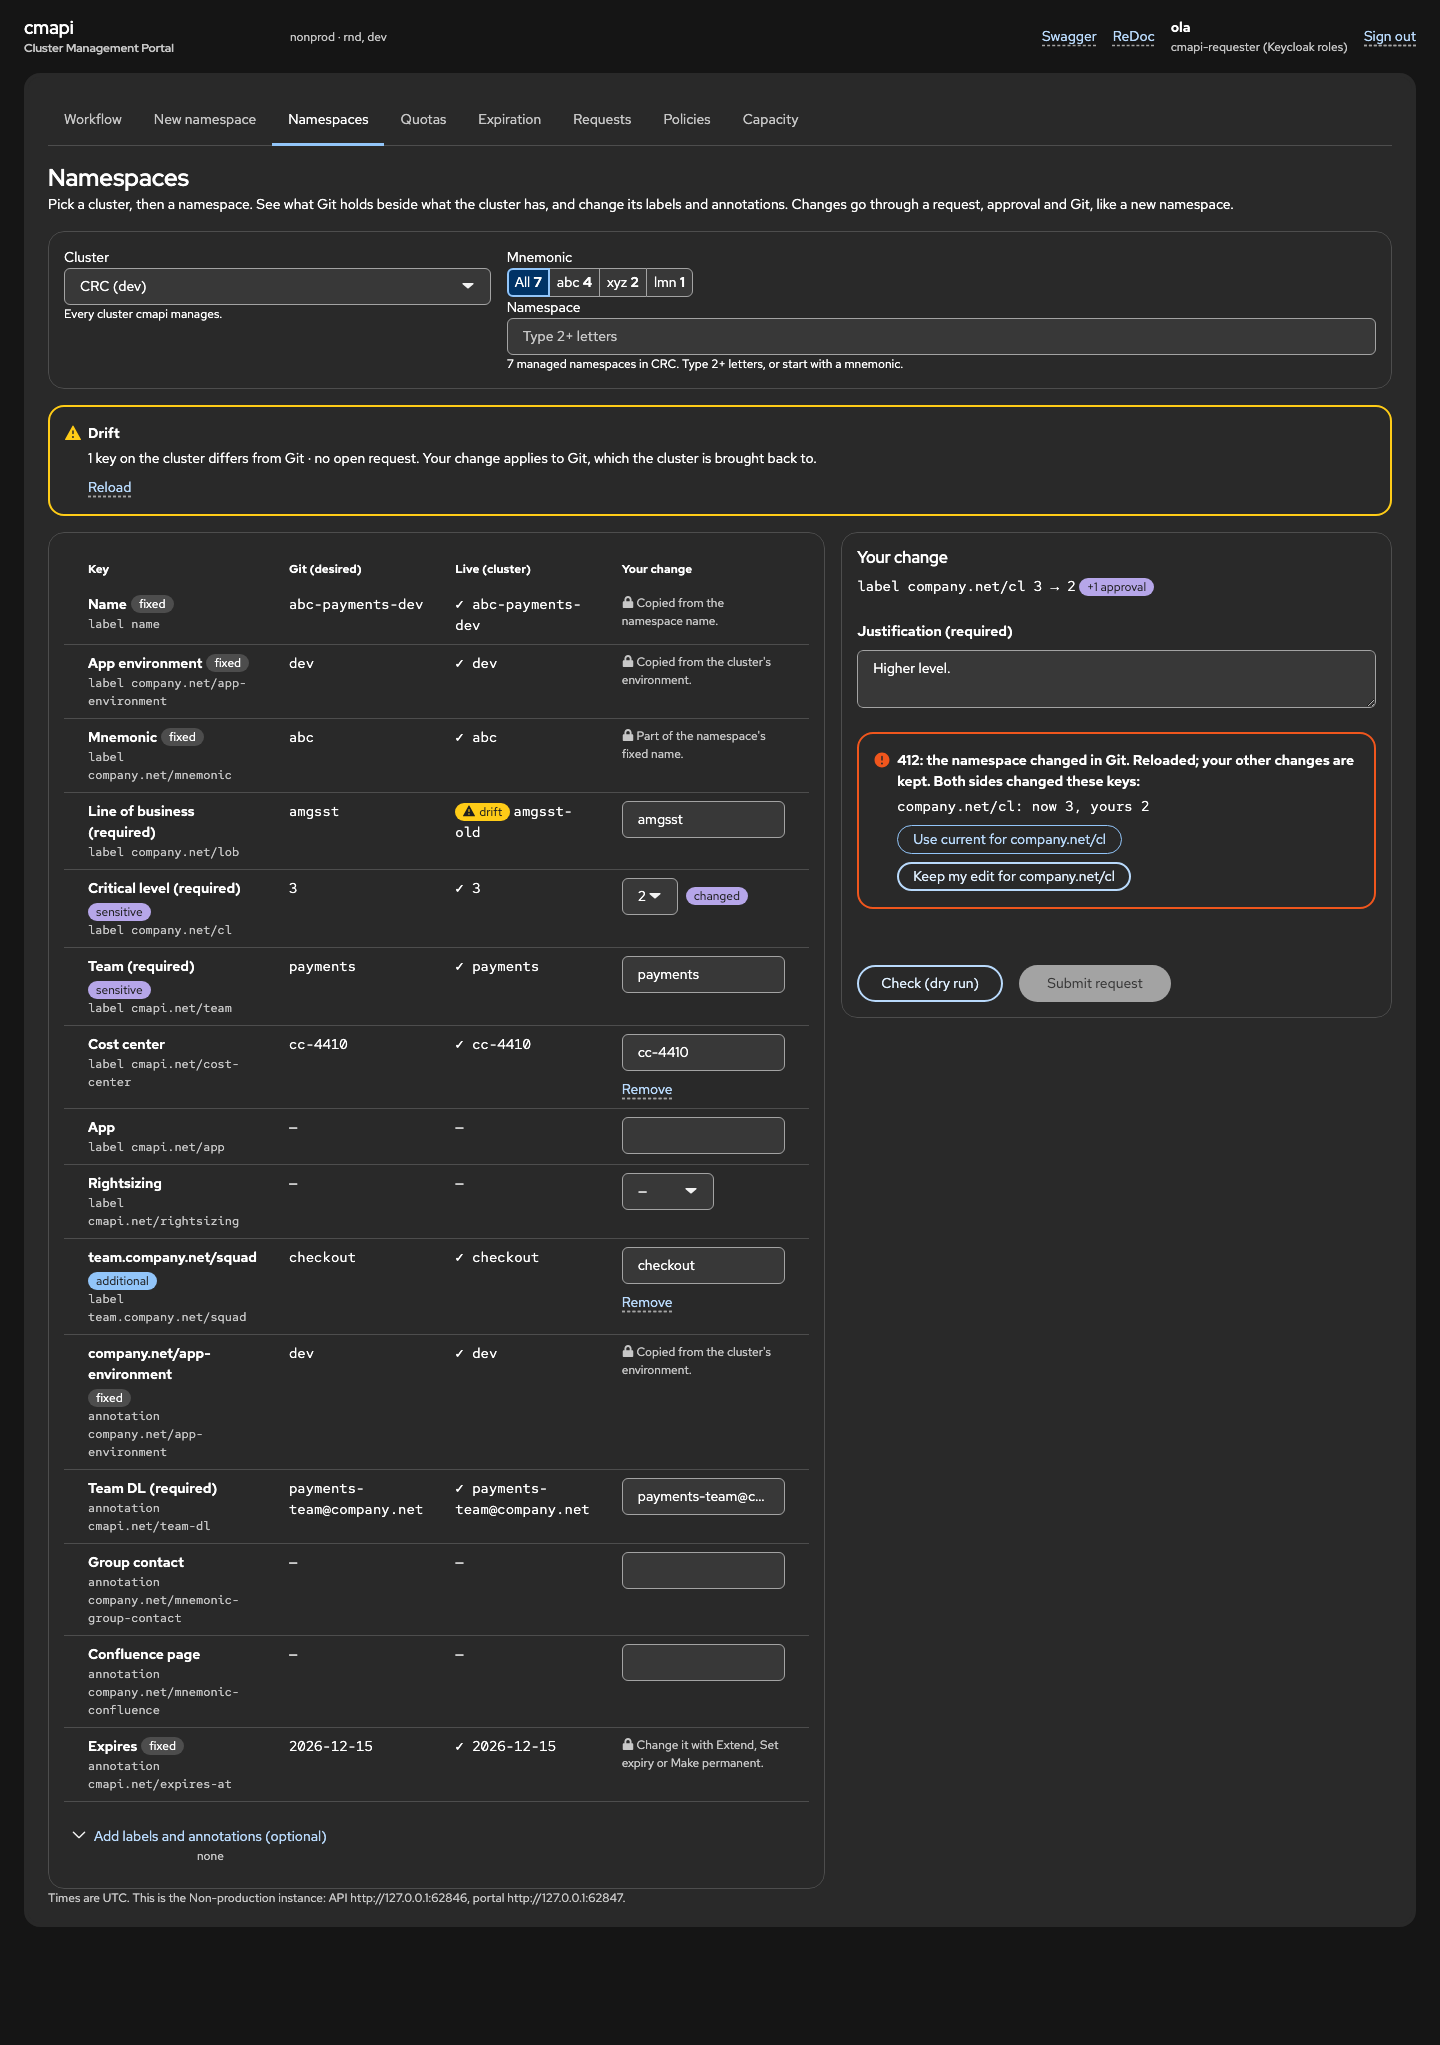 cmapi
Cluster Management Portal
nonprod · rnd, dev
Swagger
ReDoc
ola
cmapi-requester (Keycloak roles)
Sign out
Workflow
New namespace
Namespaces
Quotas
Expiration
Requests
Policies
Capacity
Namespaces
Pick a cluster, then a namespace. See what Git holds beside what the cluster has, and change its labels and annotations. Changes go through a request, approval and Git, like a new namespace.
Cluster
CRC (dev)
Every cluster cmapi manages.
Mnemonic
All 7
abc 4
xyz 2
lmn 1
Namespace
Type 2+ letters
7 managed namespaces in CRC. Type 2+ letters, or start with a mnemonic.
Drift
1 key on the cluster differs from Git · no open request. Your change applies to Git, which the cluster is brought back to.
Reload
Key
Git (desired)
Live (cluster)
Your change
Name fixed
label name
abc-payments-dev
✓ abc-payments-
dev
Copied from the
namespace name.
App environment fixed
label company.net/app-
environment
dev
✓ dev
Copied from the cluster's
environment.
Mnemonic fixed
label
company.net/mnemonic
abc
✓ abc
Part of the namespace's
fixed name.
Line of business
(required)
label company.net/lob
amgsst
drift amgsst-
old
amgsst
Critical level (required)
sensitive
label company.net/cl
3
✓ 3
2
changed
Team (required)
sensitive
label cmapi.net/team
payments
✓ payments
payments
Cost center
label cmapi.net/cost-
center
cc-4410
✓ cc-4410
cc-4410
Remove
App
label cmapi.net/app
—
—
Rightsizing
label
cmapi.net/rightsizing
—
—
—
team.company.net/squad
additional
label
team.company.net/squad
checkout
✓ checkout
checkout
Remove
company.net/app-
environment
fixed
annotation
company.net/app-
environment
dev
✓ dev
Copied from the cluster's
environment.
Team DL (required)
annotation
cmapi.net/team-dl
payments-
team@company.net
✓ payments-
team@company.net
payments-team@c...
Group contact
annotation
company.net/mnemonic-
group-contact
—
—
Confluence page
annotation
company.net/mnemonic-
confluence
—
—
Expires fixed
annotation
cmapi.net/expires-at
2026-12-15
✓ 2026-12-15
Change it with Extend, Set
expiry or Make permanent.
Add labels and annotations (optional)
none
Your change
label company.net/cl 3 → 2 +1 approval
Justification (required)
Higher level.
412: the namespace changed in Git. Reloaded; your other changes are
kept. Both sides changed these keys:
company.net/cl: now 3, yours 2
Use current for company.net/cl
Keep my edit for company.net/cl
Check (dry run)
Submit request
Times are UTC. This is the Non-production instance: API http://127.0.0.1:62846, portal http://127.0.0.1:62847.